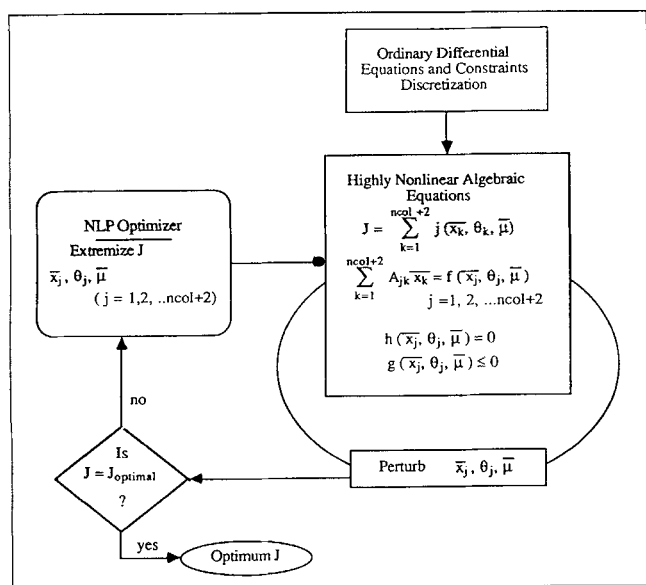 Ordinary Differential
Equations and Constraints
Discretization
Highly Nonlinear Algebraic
Equations
J = ncol +2 ∑ k=1 j (x̅k̅, θk, μ̅)
ncol+2 ∑ k=1 Ajk x̅k̅ = f (x̅j̅, θj, μ̅)
j =1, 2, ...ncol+2
h (x̅j̅, θj, μ̅) = 0
g (x̅j̅, θj, μ̅) ≤ 0
NLP Optimizer
Extremize J
x̅j , θj, μ̅
( j = 1,2, ..ncol+2)
no
Is
J = Joptimal
?
yes
Optimum J
Perturb x̅j , θj, μ̅